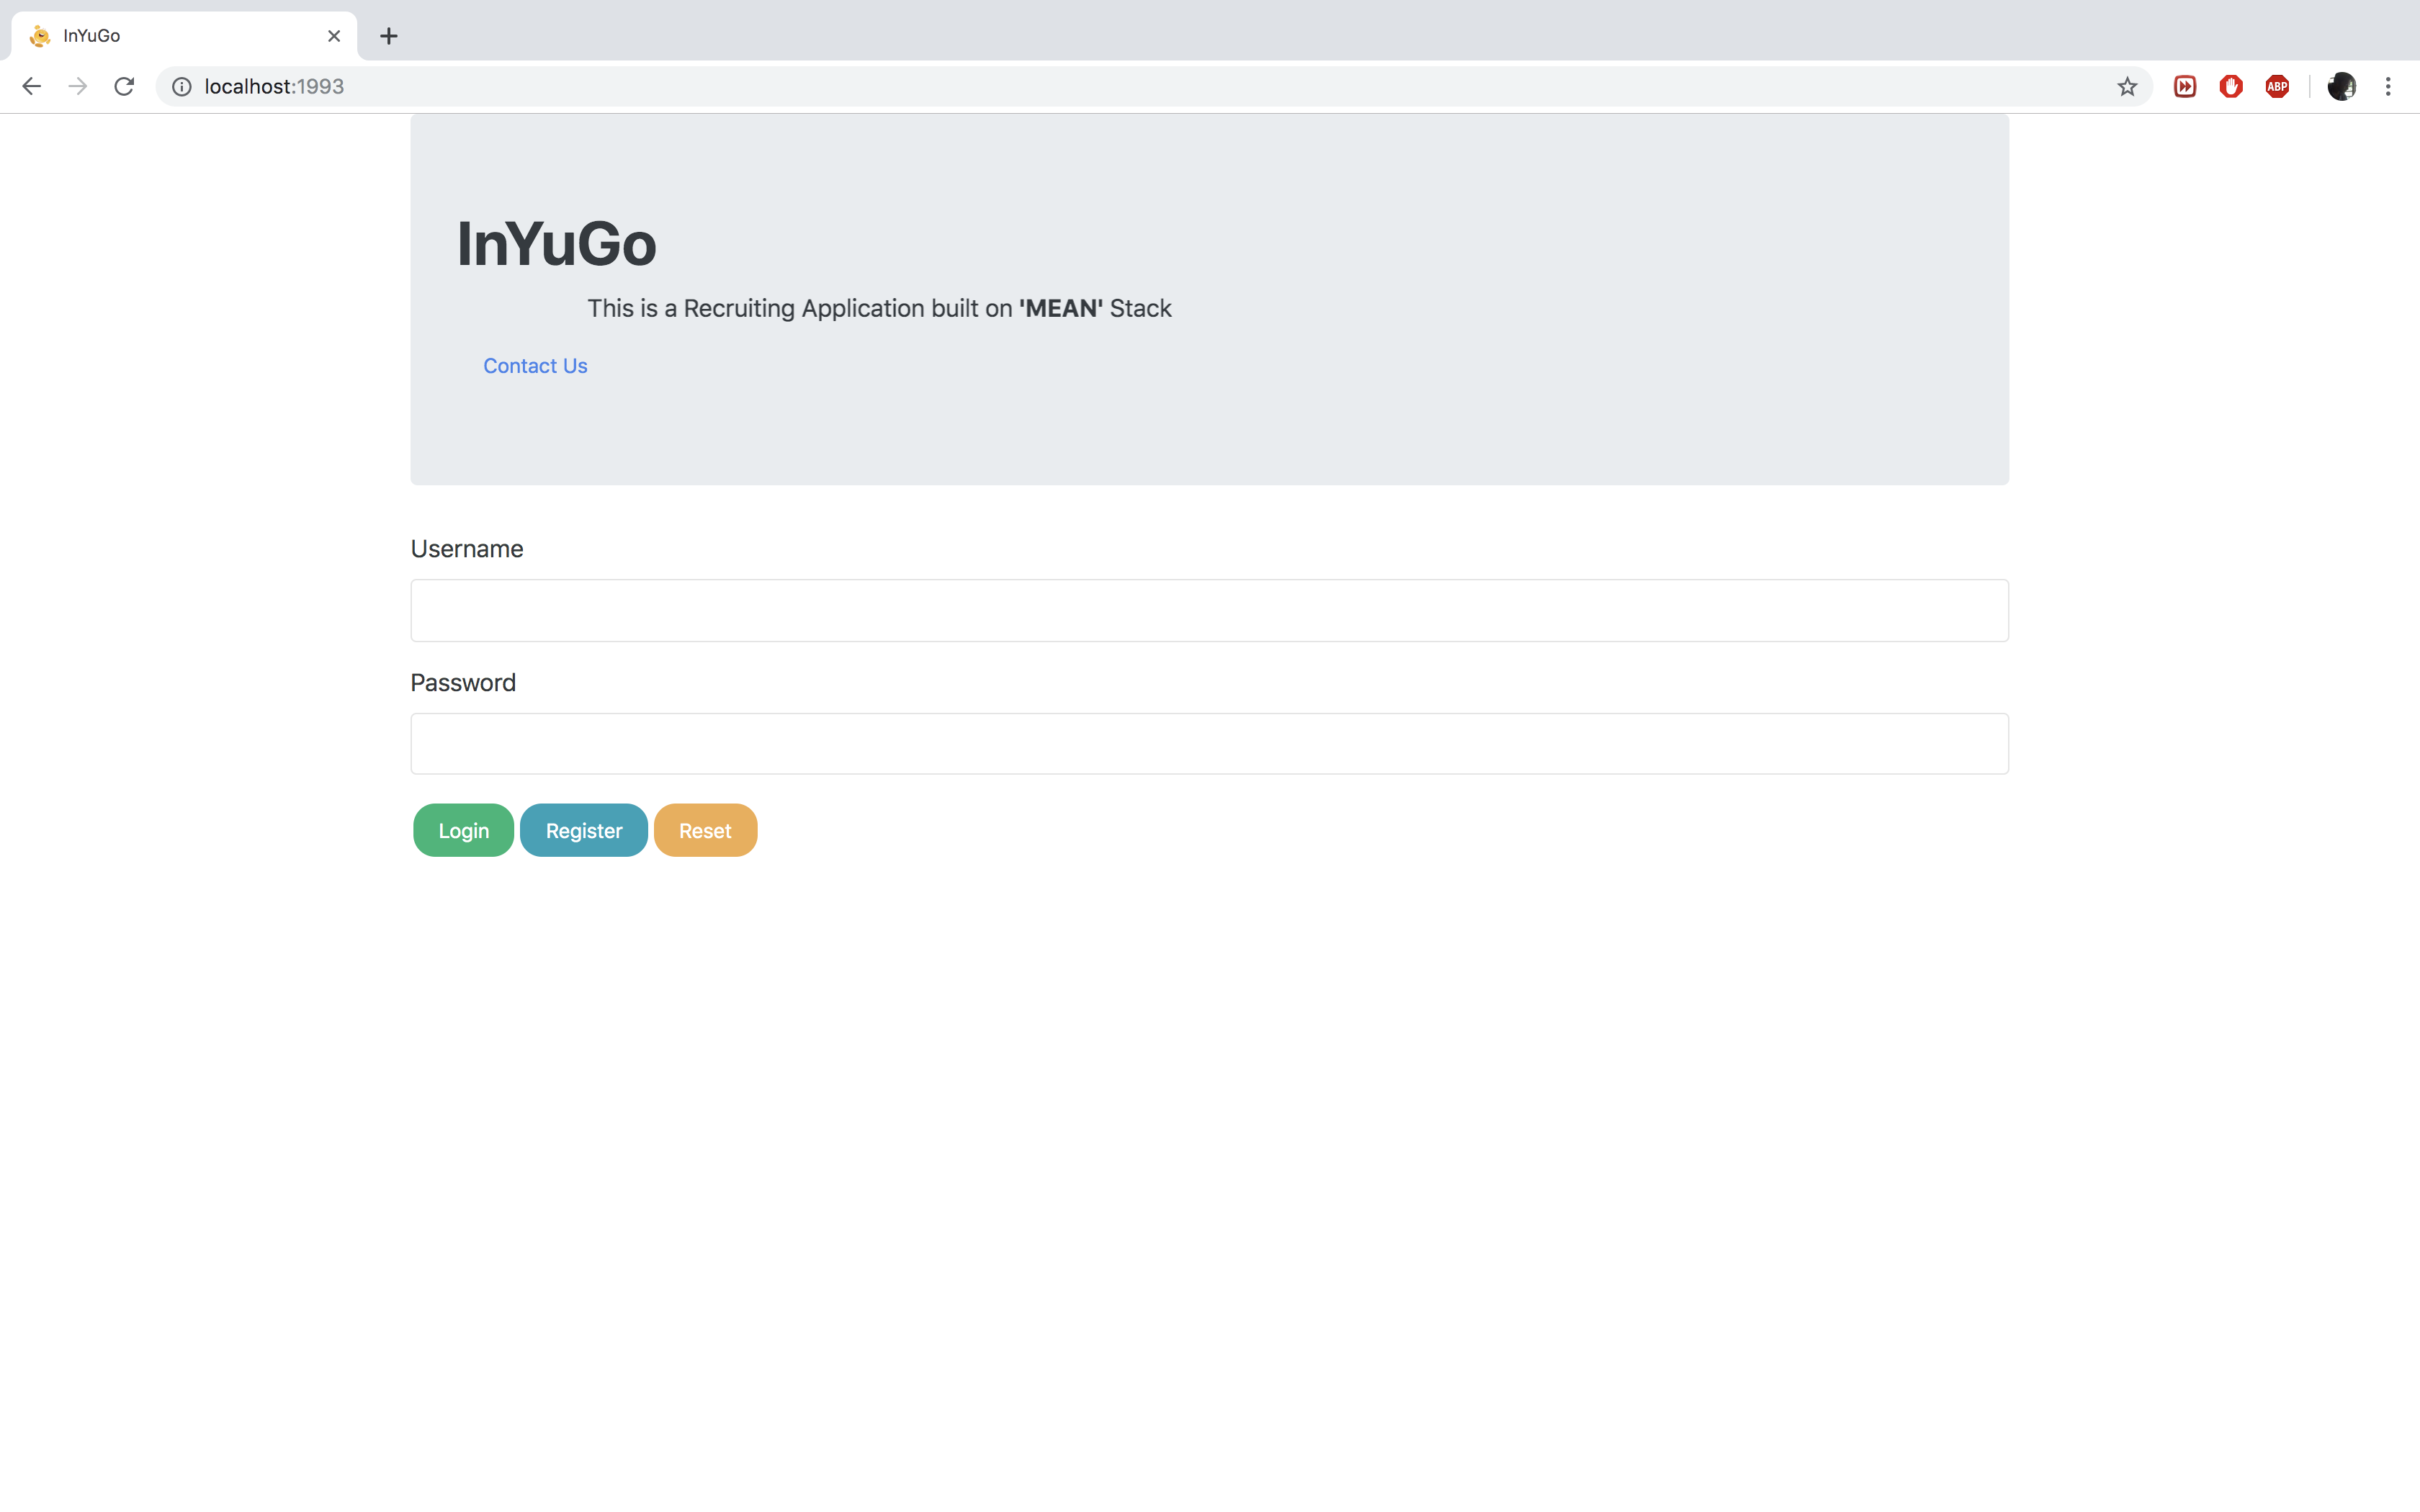 InYuGo
localhost:1993
ABP
InYuGo
This is a Recruiting Application built on 'MEAN' Stack
Contact Us
Username
Password
Login Register Reset